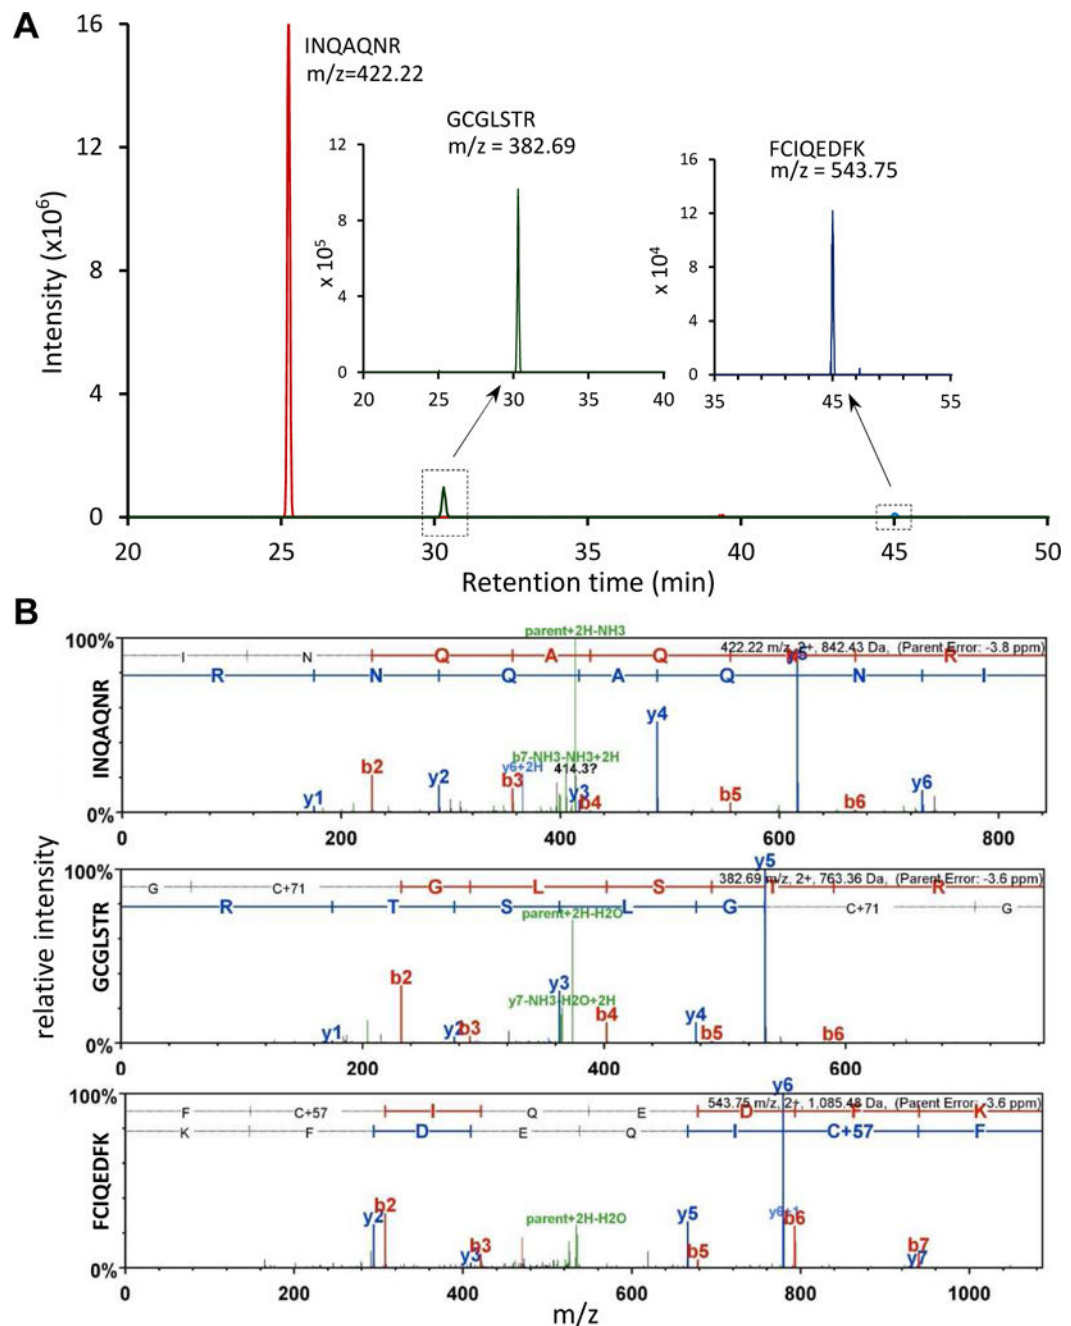 A
16
12
8
4
0
Intensity (x10⁶)
INQAQNR
m/z=422.22
GCGLSTR
m/z = 382.69
12
8
4
0
x 10⁵
20 25 30 35 40
FCIQEDFK
m/z = 543.75
16
12
8
4
0
x 10⁴
35 45 55
20 25 30 35 40 45 50
Retention time (min)
B
relative intensity
INQAQNR
100%
0%
parent+2H-NH3
422.22 m/z, 2+, 842.43 Da, (Parent Error: -3.8 ppm)
I N Q A Q N R
R N Q A Q N I
y5
y4
b7-NH3-NH3+2H
y6+2H 414.3?
b2 y2 b3 y3 b4 b5 b6 y6
y1
0 200 400 600 800
GCGLSTR
100%
0%
y5
382.69 m/z, 2+, 763.36 Da, (Parent Error: -3.6 ppm)
G C+71 G L S T R
R T S L G C+71 G
parent+2H-H2O
b2 y3
y7-NH3-H2O+2H
y1 y2 b3 b4 y4 b5 b6
0 200 400 600
FCIQEDFK
100%
0%
y6
543.75 m/z, 2+, 1,085.48 Da, (Parent Error: -3.6 ppm)
F C+57 I Q E D F K
K F D E Q I C+57 F
y2 b2 parent+2H-H2O y5 y6+1 b6
y3 b3 b5 b7
y7
0 200 400 600 800 1000
m/z